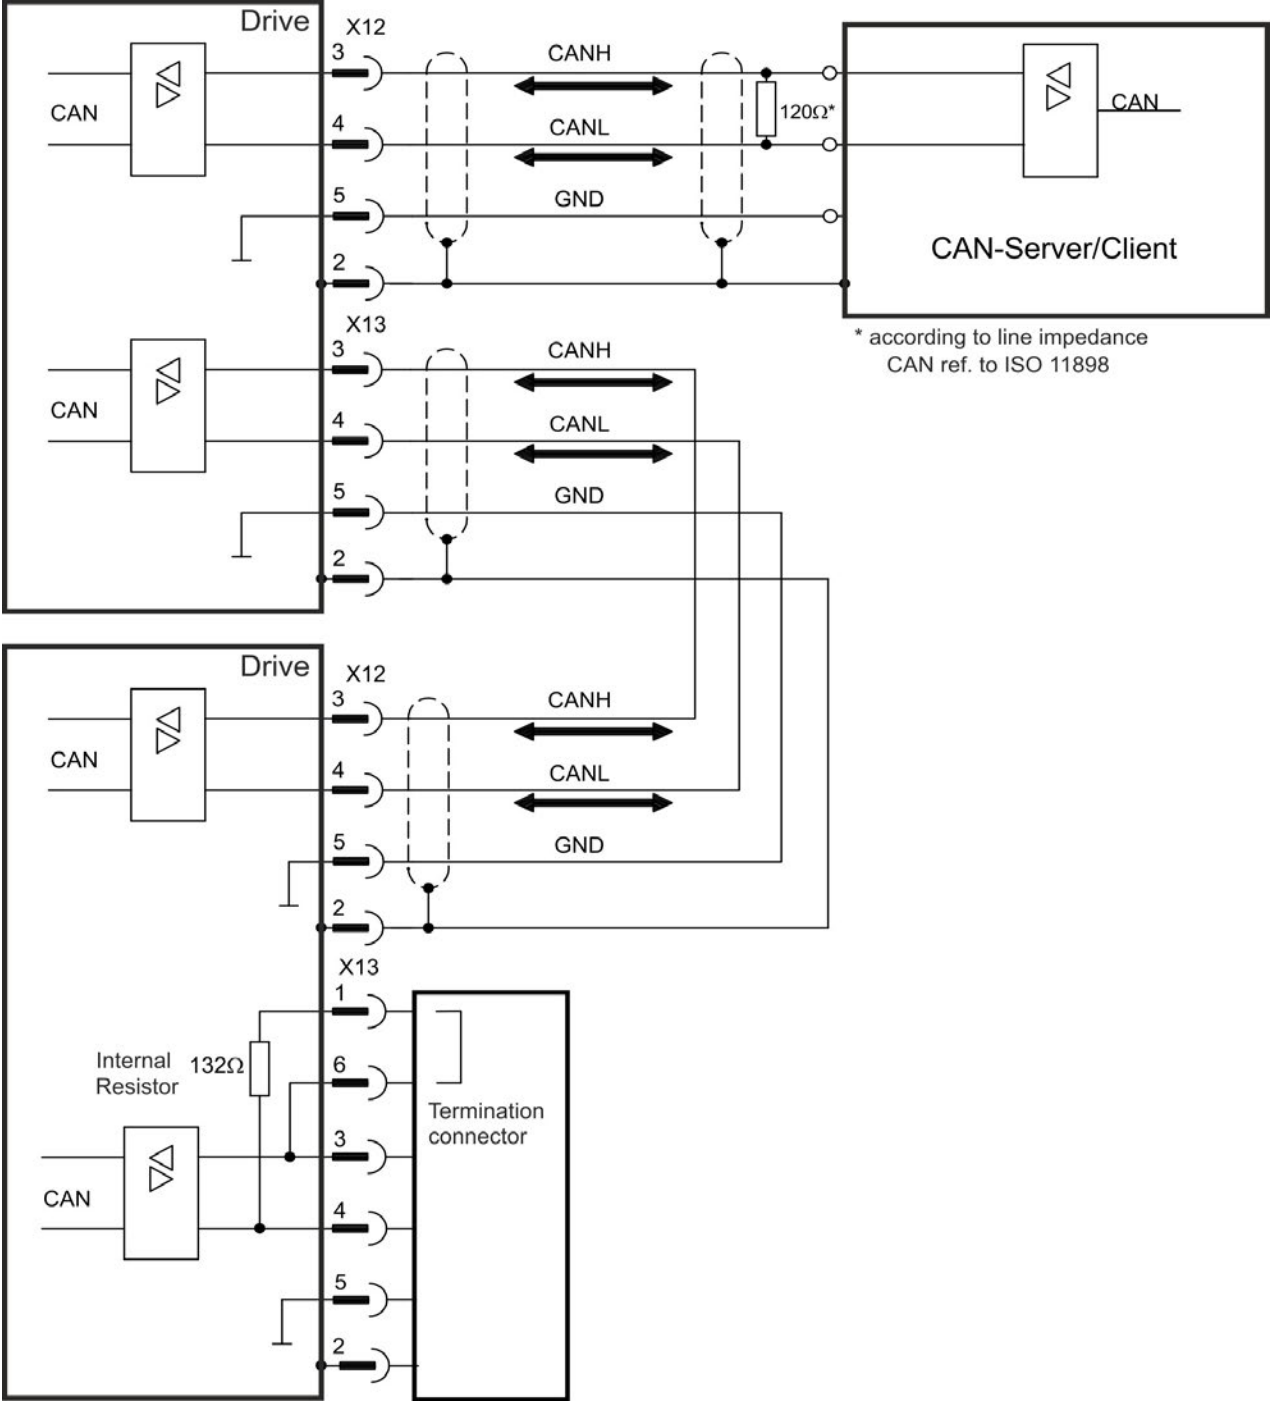 Drive
X12
3
CANH
CAN
120Ω*
CAN
4
CANL
5
GND
2
CAN-Server/Client
X13
* according to line impedance
CAN ref. to ISO 11898
3
CANH
CAN
4
CANL
5
GND
2
Drive
X12
3
CANH
CAN
4
CANL
5
GND
2
X13
1
Internal
Resistor
132Ω
6
Termination
connector
3
CAN
4
5
2